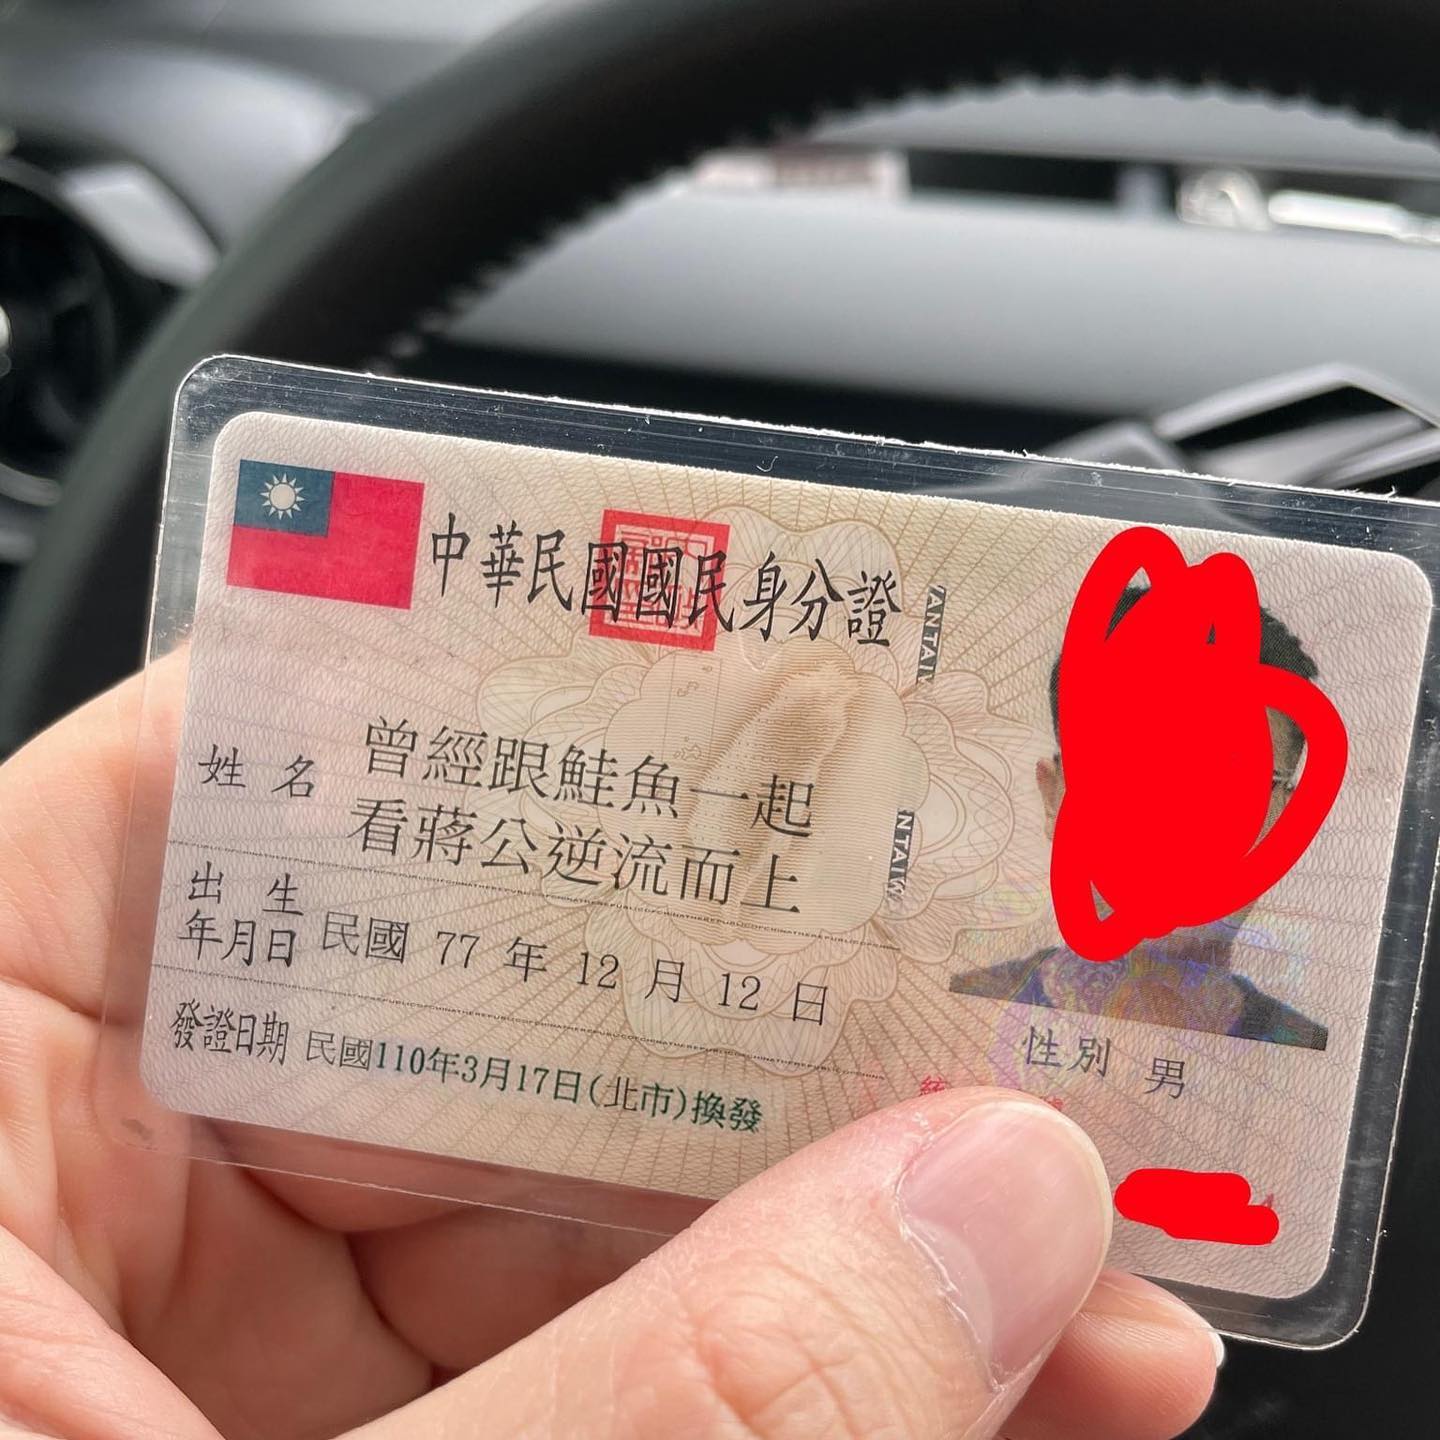 中華民國國民身分證
姓名 曾經跟鮭魚一起
看蔣公逆流而上
出生
年月日 民國 77 年 12 月 12 日
發證日期 民國110年3月17日(北市)換發
性別 男